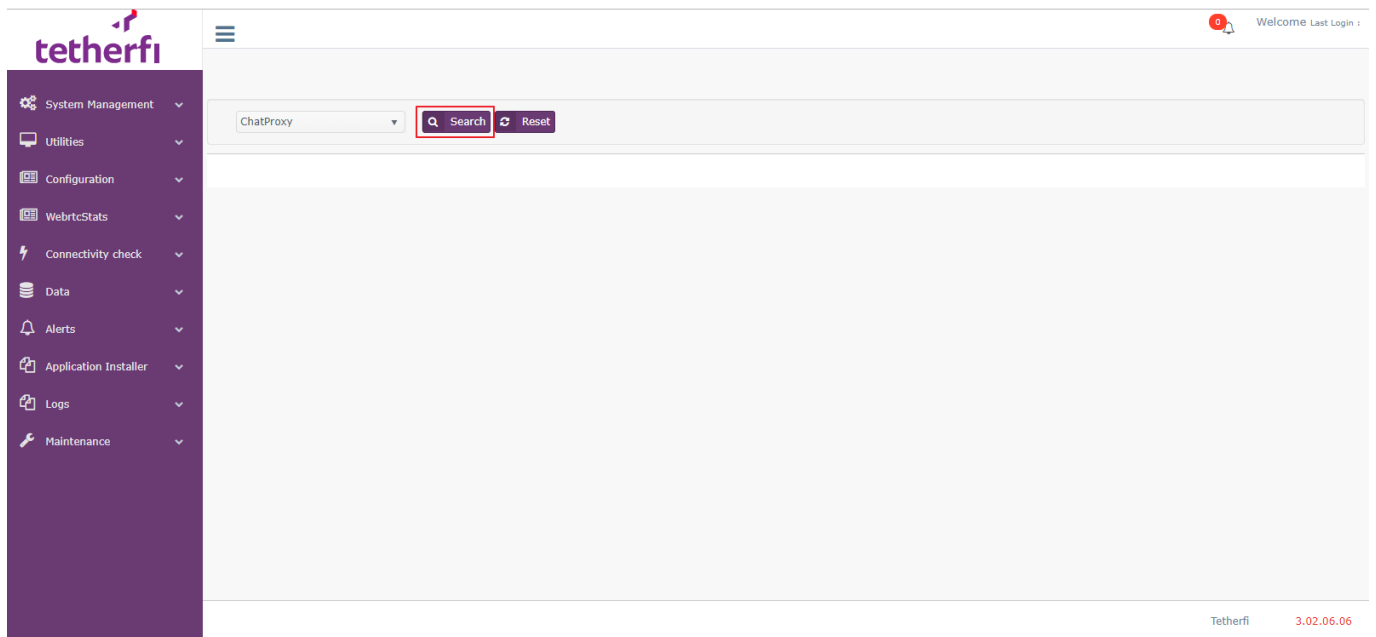 tetherfi
0
Welcome Last Login :
System Management
Utilities
Configuration
WebrtcStats
Connectivity check
Data
Alerts
Application Installer
Logs
Maintenance
ChatProxy
Search
Reset
Tetherfi 3.02.06.06